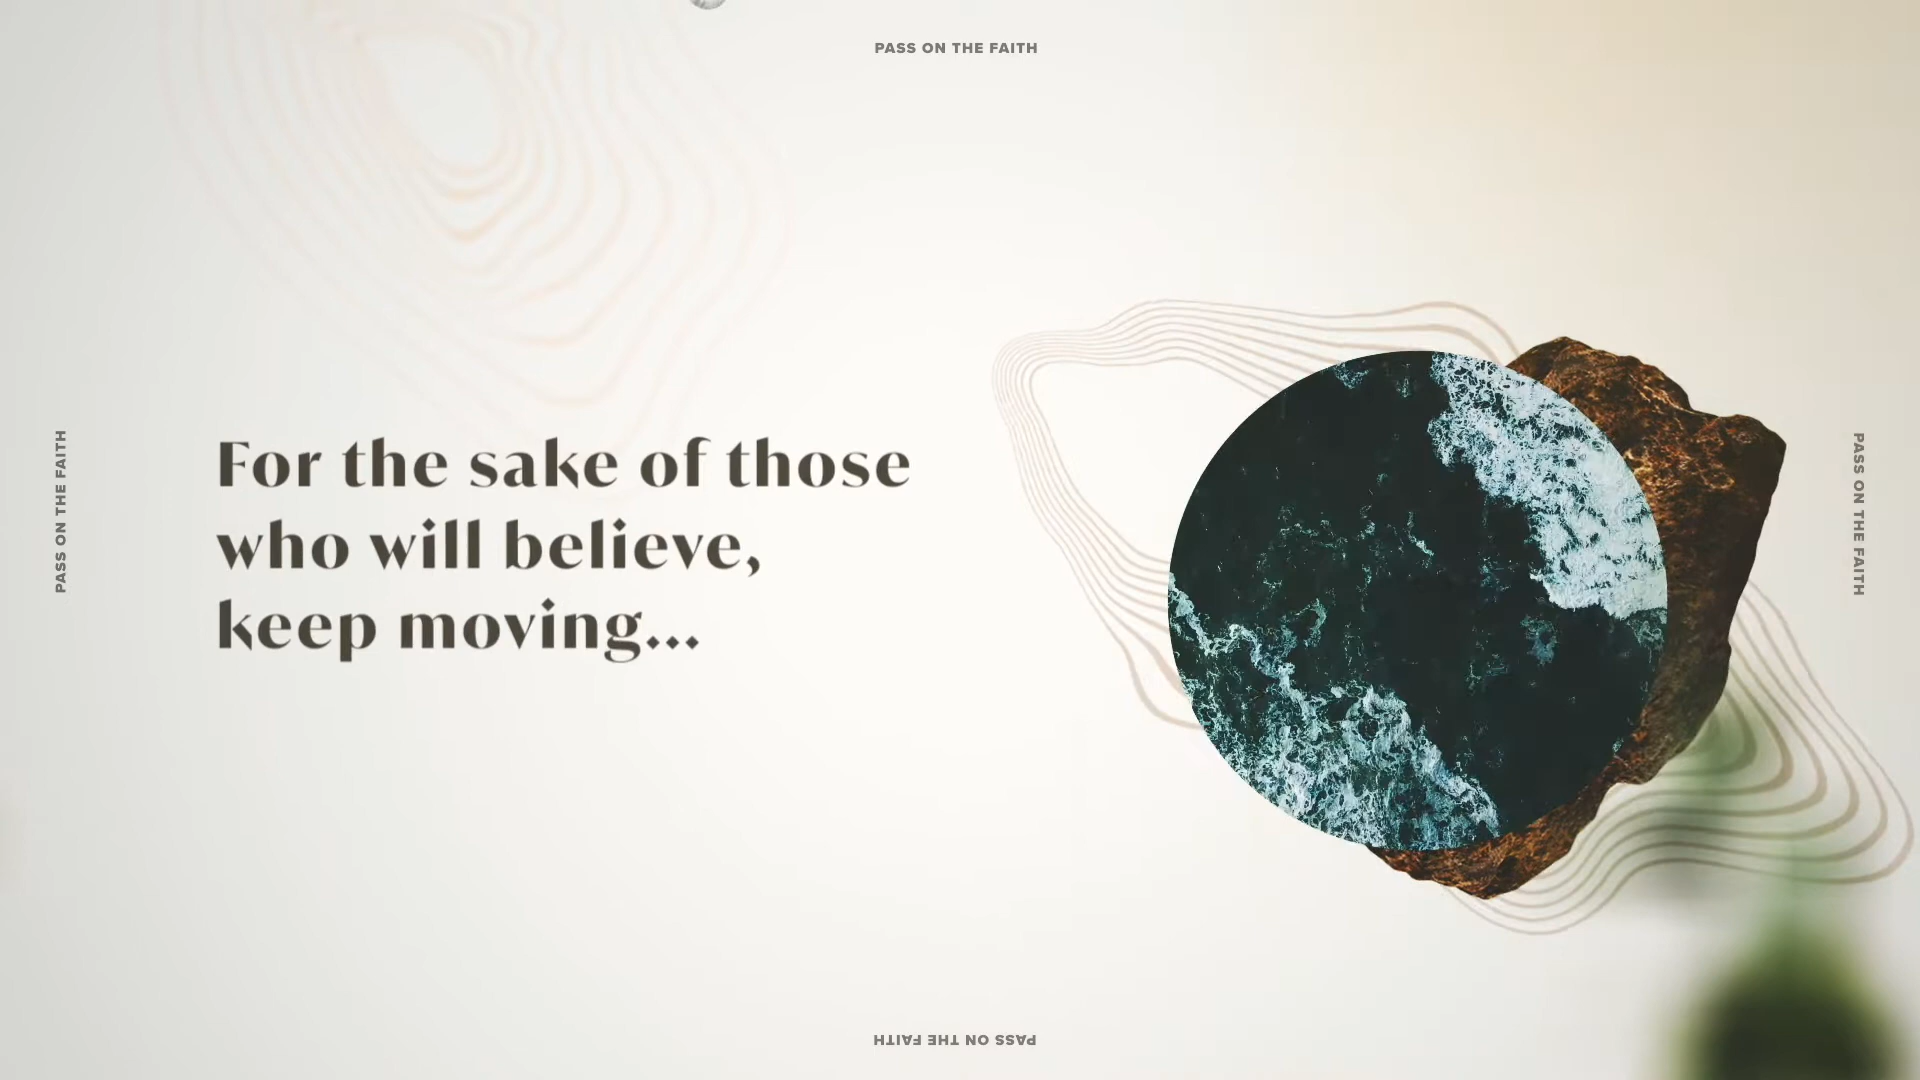 PASS ON THE FAITH
For the sake of those
who will believe,
keep moving...
PASS ON THE FAITH
PASS ON THE FAITH
PASS ON THE FAITH